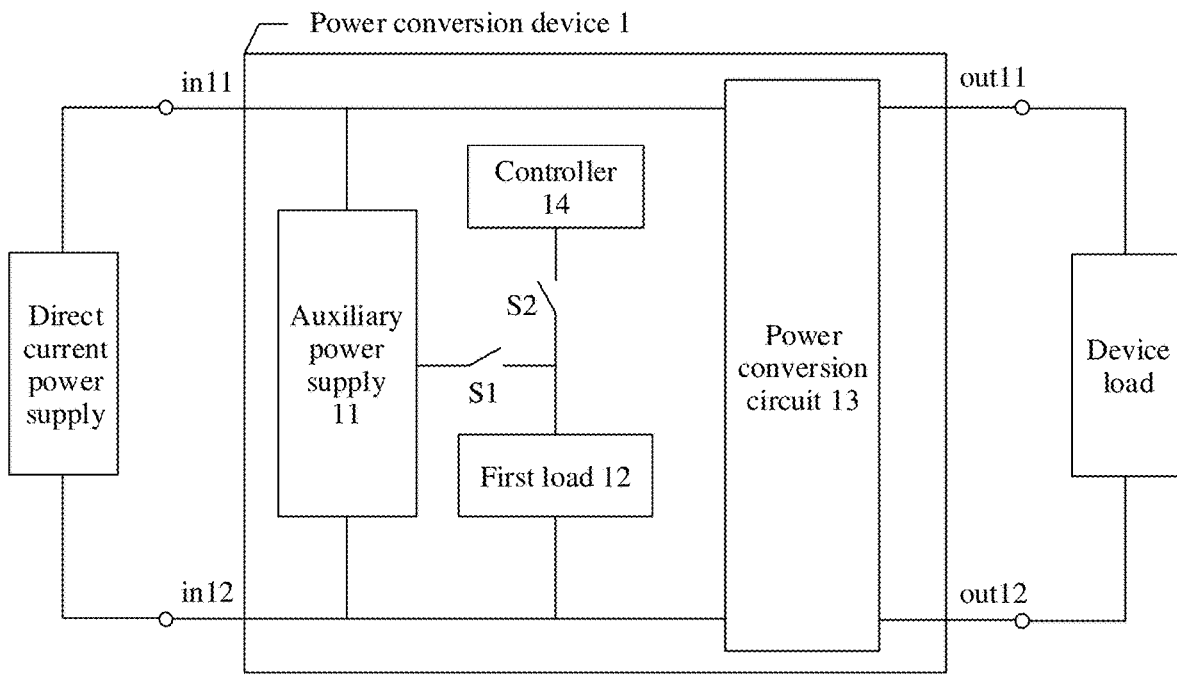 Power conversion device 1
in11
out11
Controller
14
Direct
current
power
supply
Auxiliary
power
supply
11
S2
S1
Power
conversion
circuit 13
Device
load
First load 12
in12
out12